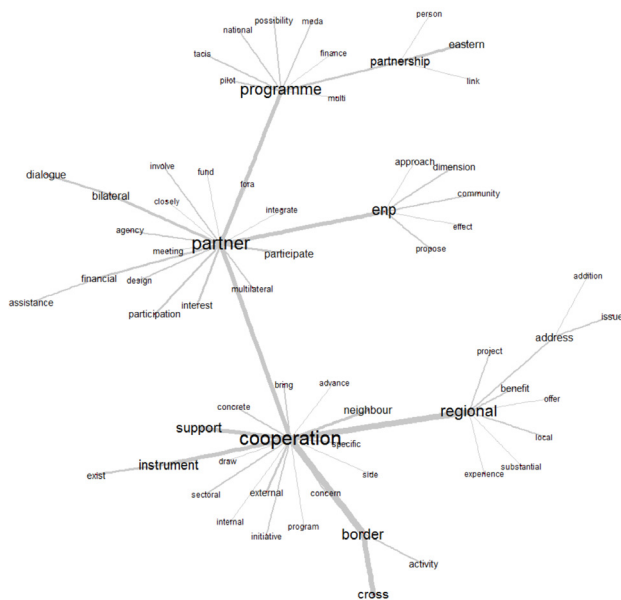 person
possibility
meda
national
eastern
tacis
finance
partnership
pilot
link
programme
multi
approach
involve
fund
dimension
dialogue
tora
bilateral
community
closely
integrate
enp
agency
effect
partner
meeting
participate
propose
financial
design
addition
multilateral
assistance
interest
participation
issue
address
project
advance
bring
benefit
offer
concrete
neighbour
regional
support
cooperation
specific
local
draw
instrument
substantial
exist
side
experience
sectoral
external
concern
internal
program
initiative
border
activity
cross